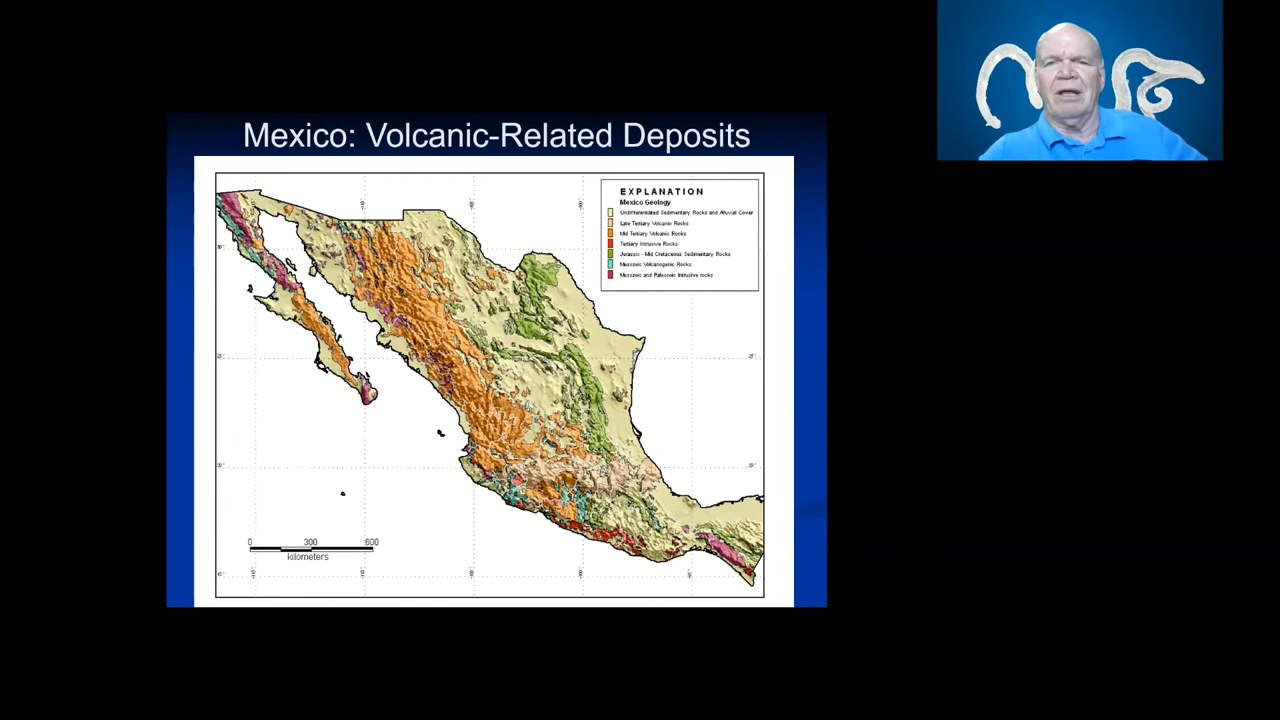 Mexico: Volcanic-Related Deposits
EXPLANATION
Mexico Geology
Undifferentiated Sedimentary Rocks and Alluvial Cover
Late Tertiary Volcanic Rocks
Mid Tertiary Volcanic Rocks
Tertiary Intrusive Rocks
Jurassic - Mid Cretaceous Sedimentary Rocks
Mesozoic Volcanogenic Rocks
Mesozoic and Paleozoic Intrusive rocks
0 300 600
kilometers